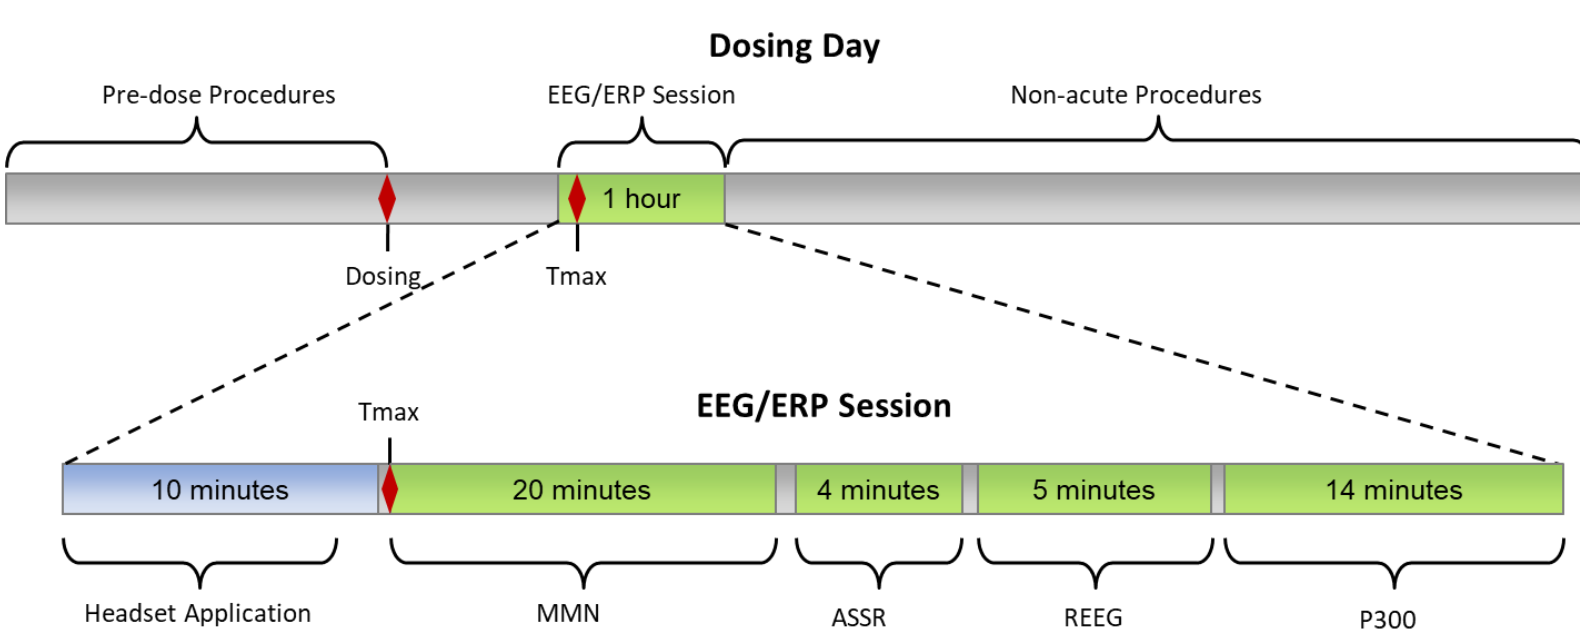 Dosing Day
Pre-dose Procedures
EEG/ERP Session
Non-acute Procedures
1 hour
Dosing
Tmax
Tmax
EEG/ERP Session
10 minutes
20 minutes
4 minutes
5 minutes
14 minutes
Headset Application
MMN
ASSR
REEG
P300